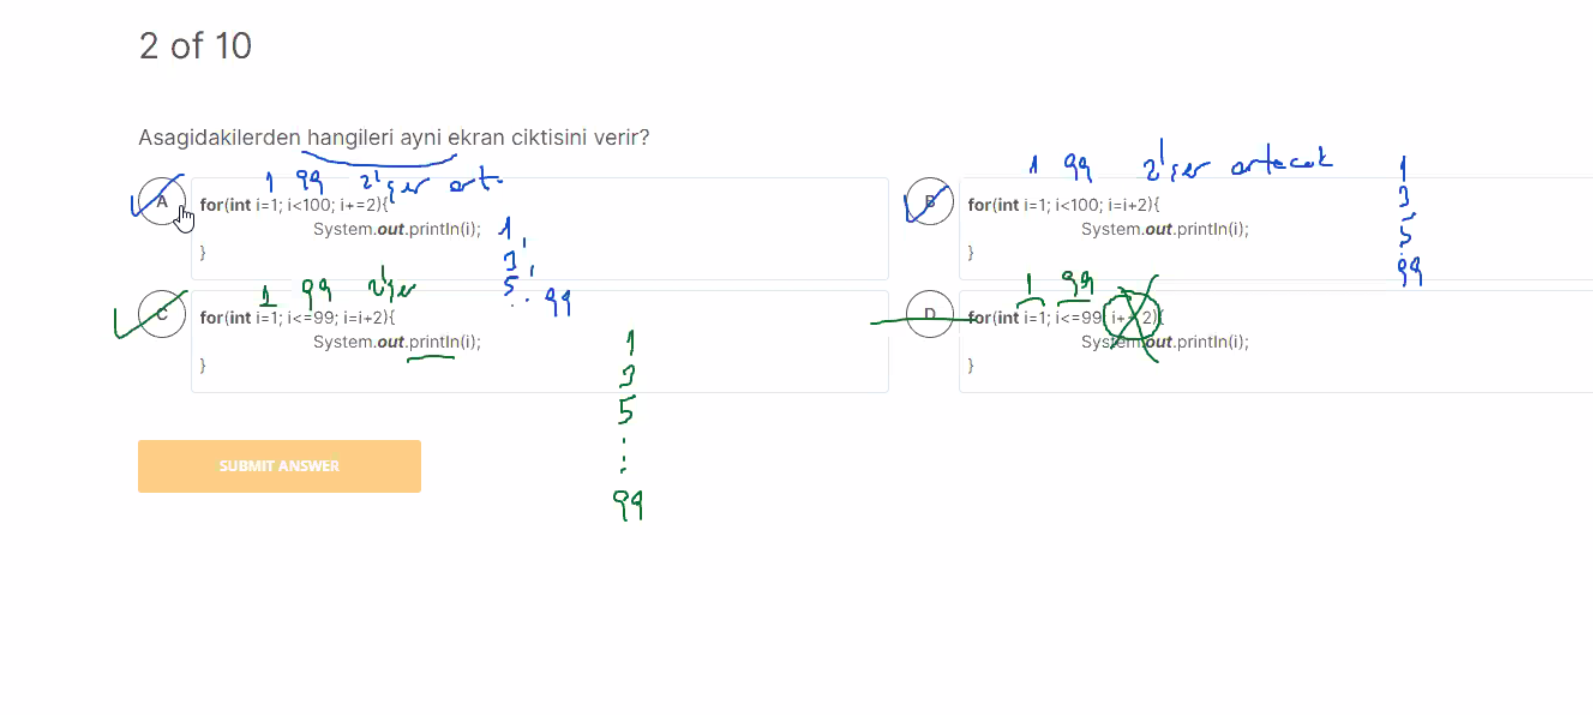 2 of 10
Asagidakilerden hangileri ayni ekran ciktisini verir?
1 99 2'şer art.
A
for(int i=1; i<100; i+=2){
System.out.println(i);
}
1
3
5
99
1 99 2'şer artacak
B
for(int i=1; i<100; i=i+2){
System.out.println(i);
}
1
3
5
99
1 99 2'şer
C
for(int i=1; i<=99; i=i+2){
System.out.println(i);
}
1
3
5
99
1 99
D
for(int i=1; i<=99 i+ 2){
System.out.println(i);
}
SUBMIT ANSWER